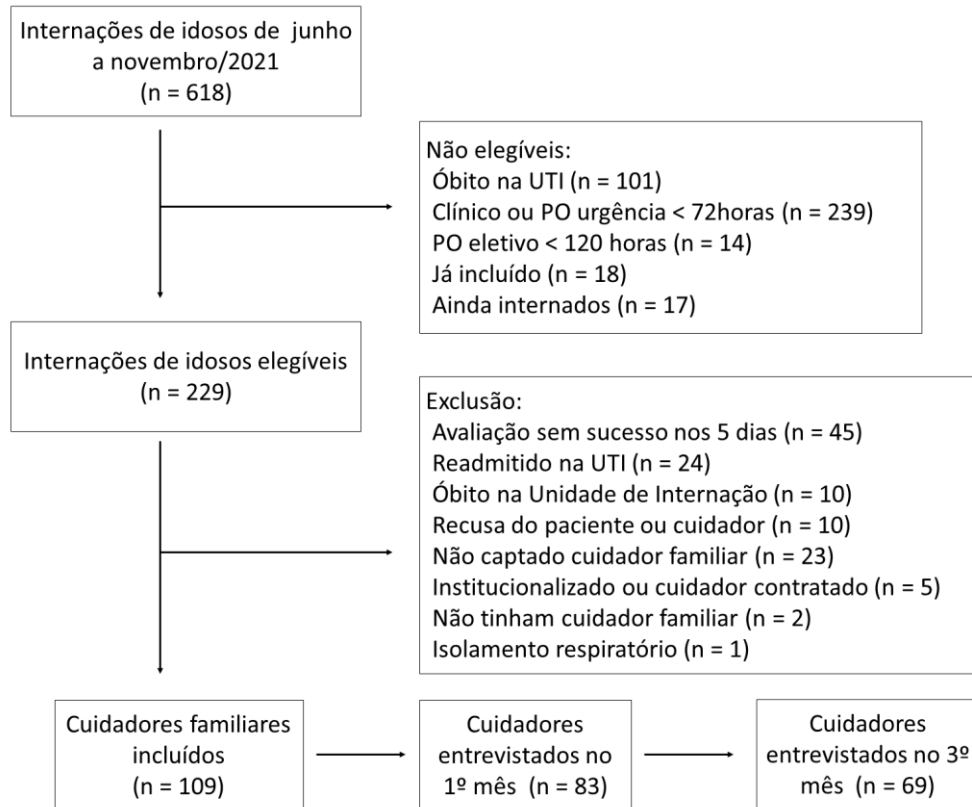 Internações de idosos de junho
a novembro/2021
(n = 618)
Não elegíveis:
Óbito na UTI (n = 101)
Clínico ou PO urgência < 72horas (n = 239)
PO eletivo < 120 horas (n = 14)
Já incluído (n = 18)
Ainda internados (n = 17)
Internações de idosos elegíveis
(n = 229)
Exclusão:
Avaliação sem sucesso nos 5 dias (n = 45)
Readmitido na UTI (n = 24)
Óbito na Unidade de Internação (n = 10)
Recusa do paciente ou cuidador (n = 10)
Não captado cuidador familiar (n = 23)
Institucionalizado ou cuidador contratado (n = 5)
Não tinham cuidador familiar (n = 2)
Isolamento respiratório (n = 1)
Cuidadores familiares
incluídos
(n = 109)
Cuidadores
entrevistados no
1º mês (n = 83)
Cuidadores
entrevistados no 3º
mês (n = 69)